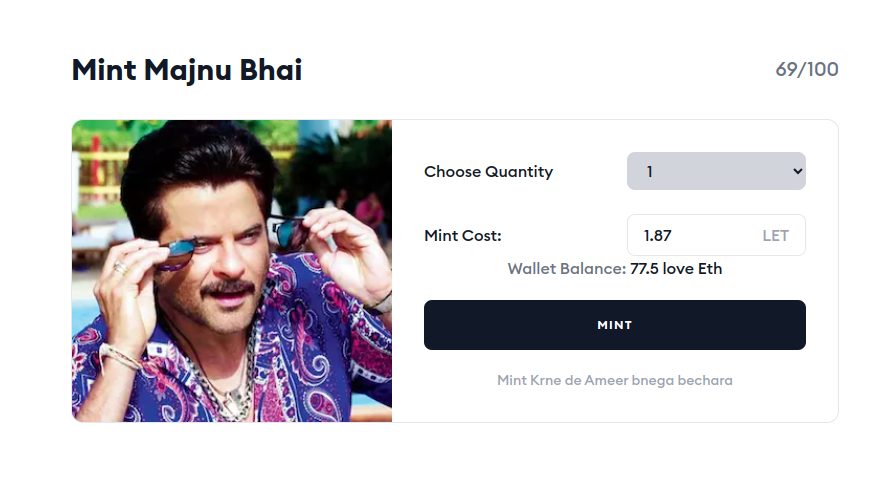 Mint Majnu Bhai
69/100
Choose Quantity
1
Mint Cost:
1.87
LET
Wallet Balance: 77.5 love Eth
MINT
Mint Krne de Ameer bnega bechara